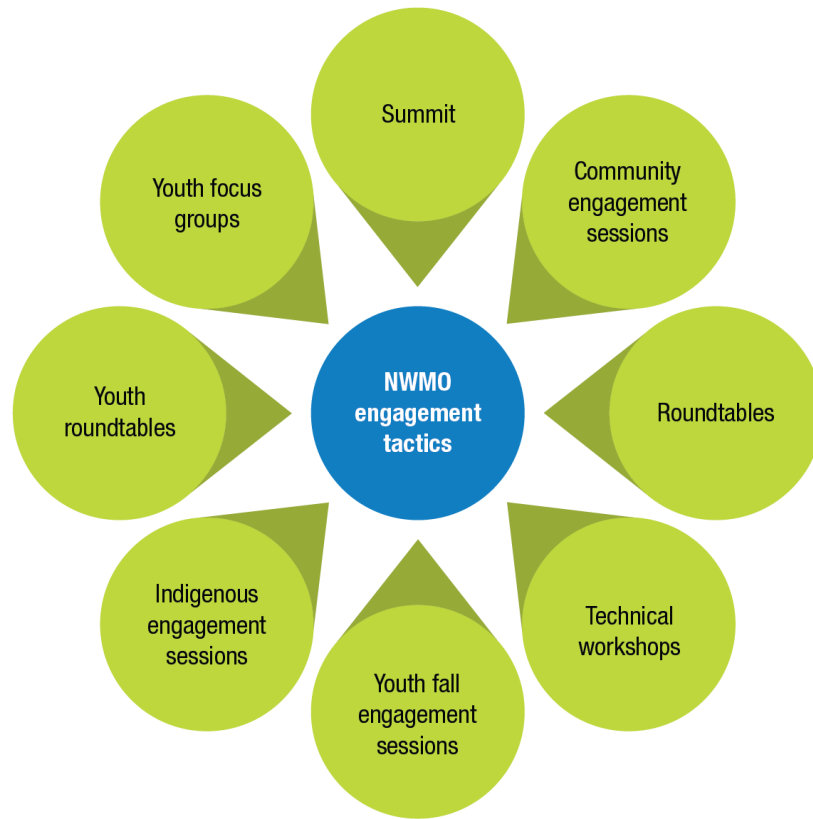 Summit
Community
engagement
sessions
Roundtables
Technical
workshops
Youth fall
engagement
sessions
Indigenous
engagement
sessions
Youth
roundtables
Youth focus
groups
NWMO
engagement
tactics